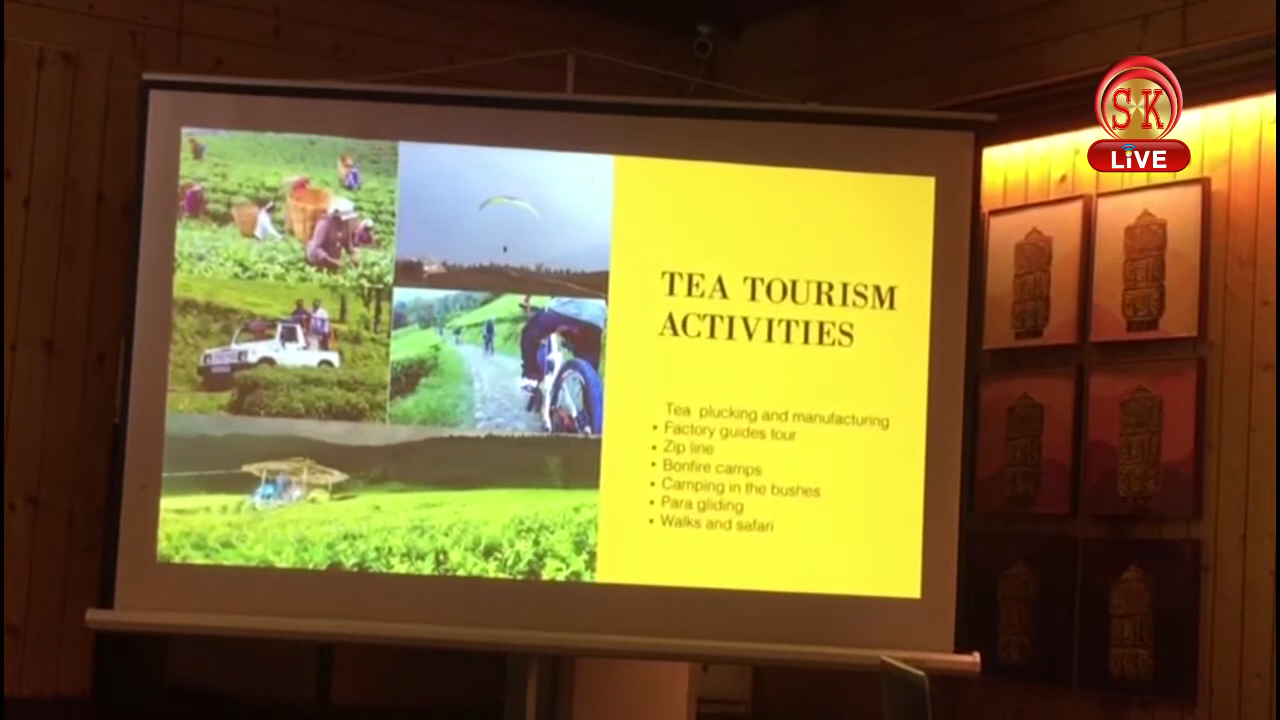 SK
LiVE
TEA TOURISM
ACTIVITIES
Tea plucking and manufacturing
• Factory guides tour
• Zip line
• Bonfire camps
• Camping in the bushes
• Para gliding
• Walks and safari